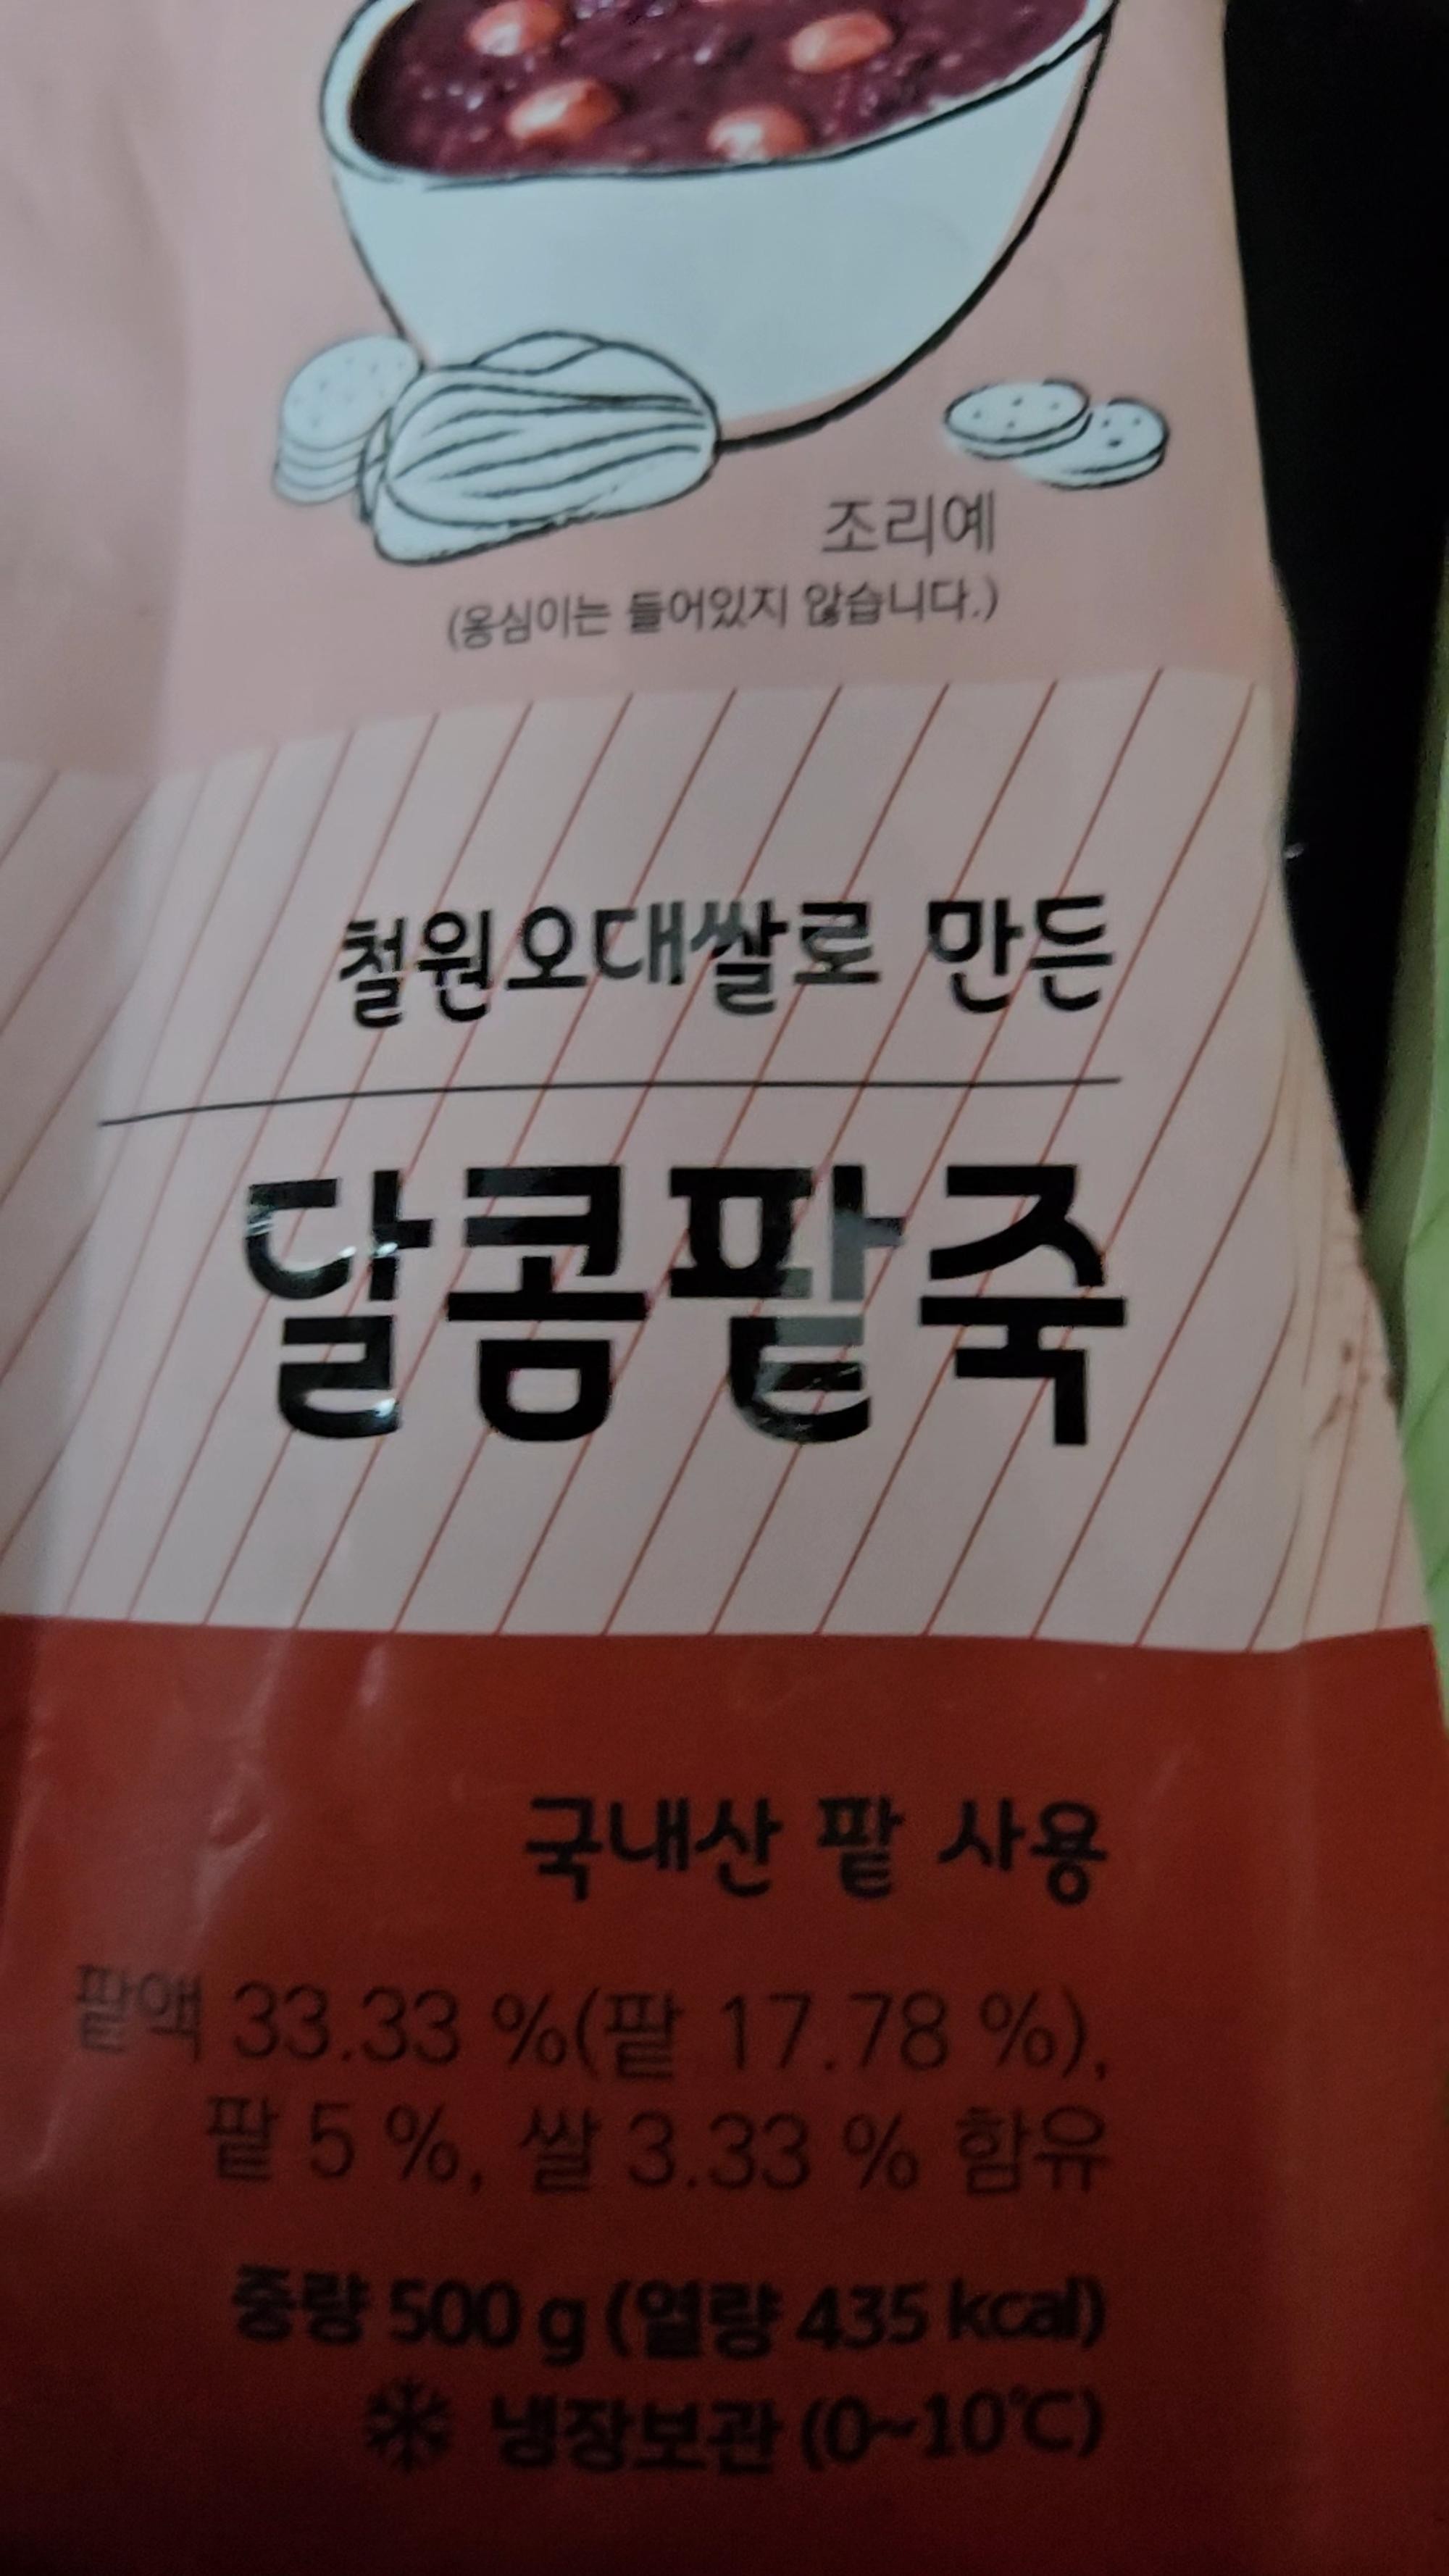 조리예
(옹심이는 들어있지 않습니다.)
철원오대쌀로 만든
달콤팥죽
국내산 팥 사용
팥액 33.33 %(팥 17.78 %),
팥 5 %, 쌀 3.33 % 함유
중량 500 g (열량 435 kcal)
냉장보관 (0~10℃)